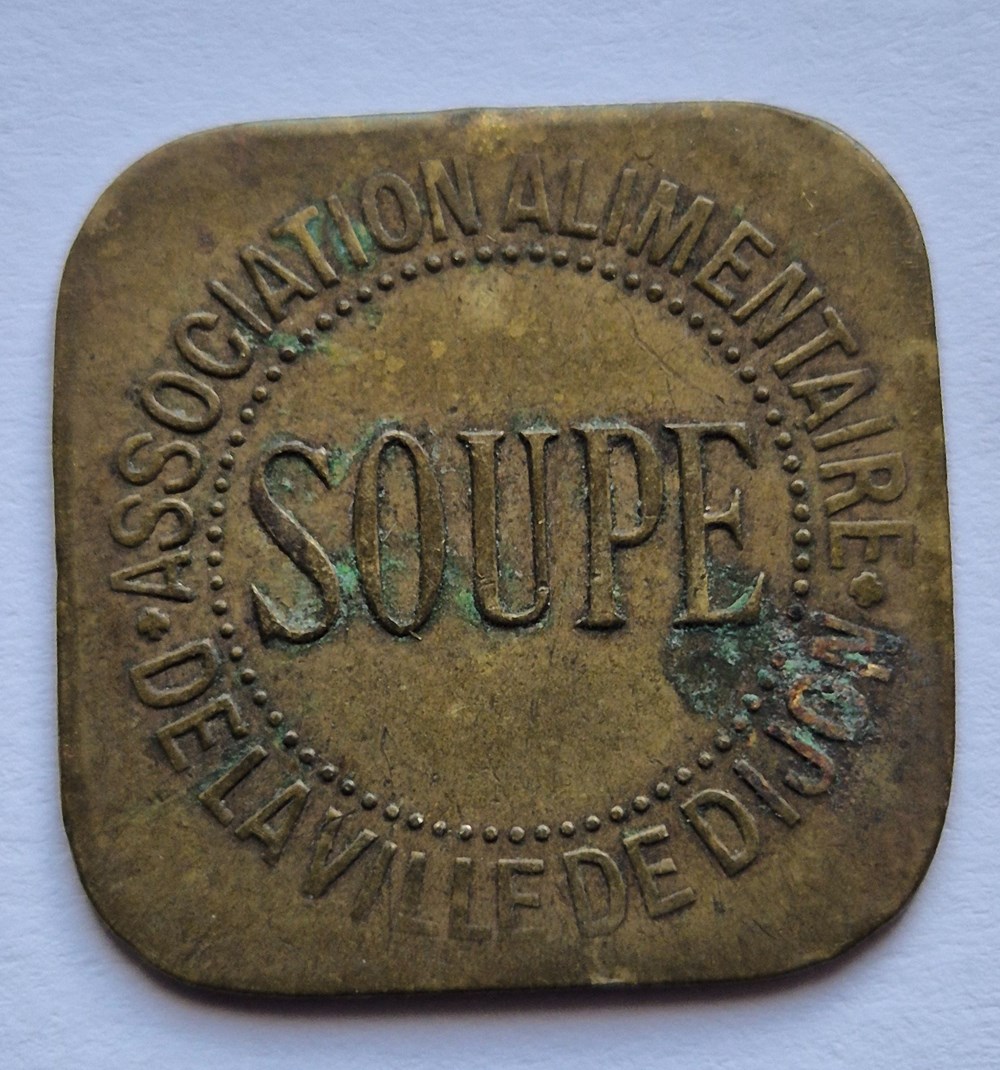 ASSOCIATION ALIMENTAIRE
SOUPE
DE LA VILLE DE DIJON